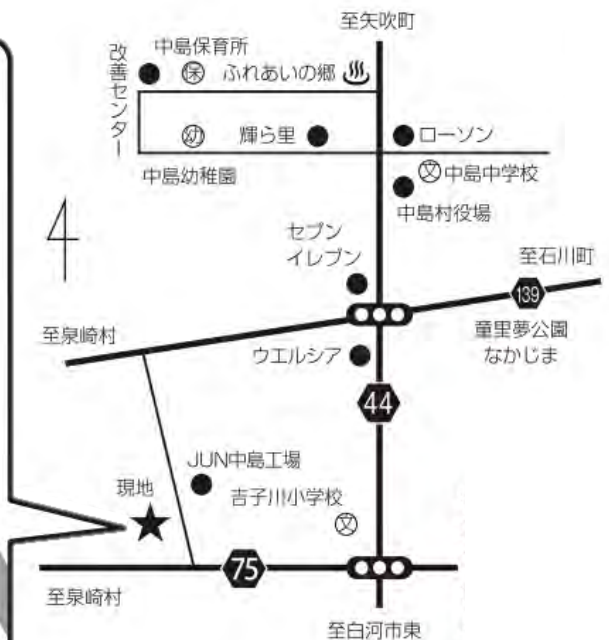 至矢吹町
中島保育所
改善センター
保
ふれあいの郷
幼
輝ら里
ローソン
文
中島中学校
中島幼稚園
中島村役場
4
セブン
イレブン
至石川町
139
童里夢公園
なかじま
至泉崎村
ウエルシア
44
JUN中島工場
現地
吉子川小学校
文
75
至泉崎村
至白河市東